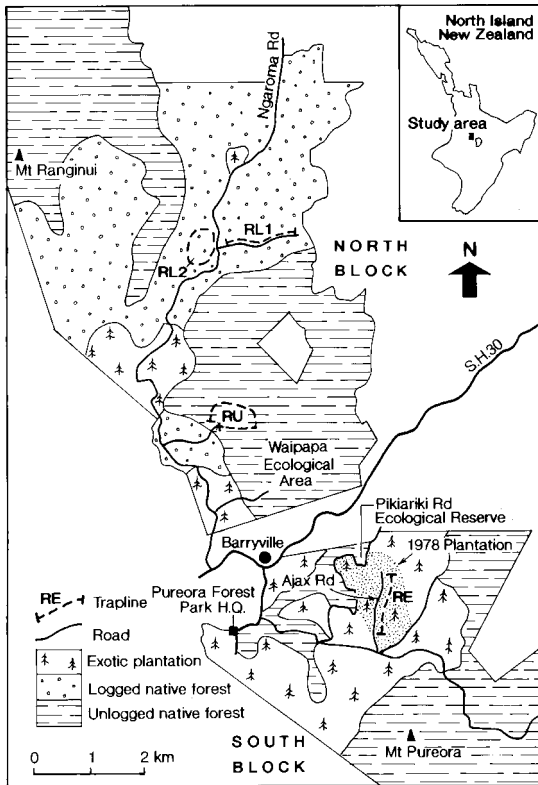 North Island
New Zealand
Study area
Ngaroma Rd
Mt Ranginui
RL1
RL2
NORTH
BLOCK
N
S.H.30
RU
Waipapa
Ecological
Area
Pikiariki Rd
Ecological Reserve
Barryville
1978 Plantation
Ajax Rd
RE
Pureora Forest
Park H.Q.
RE Trapline
Road
Exotic plantation
Logged native forest
Unlogged native forest
Mt Pureora
0 1 2 km
SOUTH
BLOCK